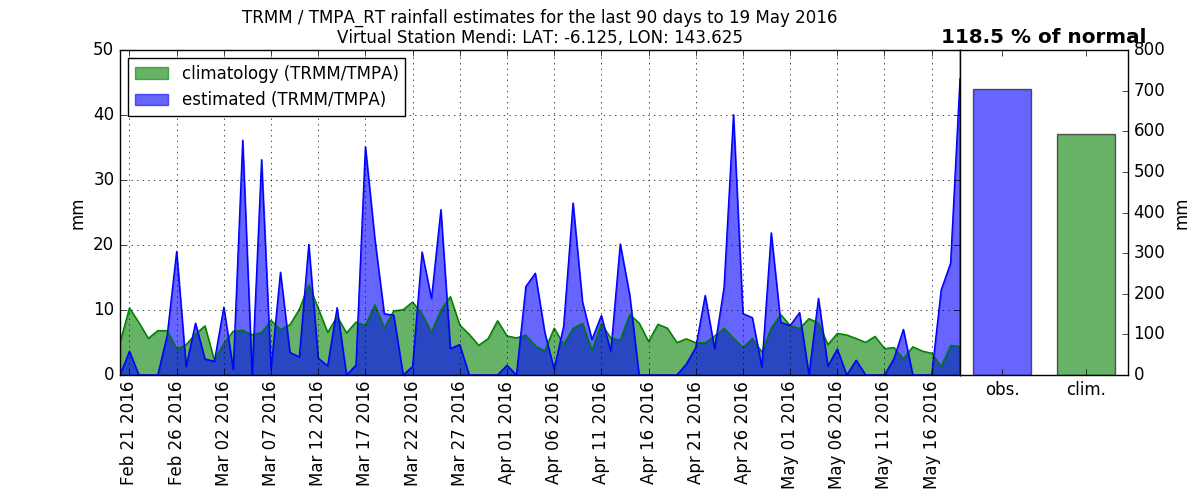 TRMM / TMPA_RT rainfall estimates for the last 90 days to 19 May 2016
Virtual Station Mendi: LAT: -6.125, LON: 143.625
118.5 % of normal
climatology (TRMM/TMPA)
estimated (TRMM/TMPA)
mm
50
40
30
20
10
0
Feb 21 2016
Feb 26 2016
Mar 02 2016
Mar 07 2016
Mar 12 2016
Mar 17 2016
Mar 22 2016
Mar 27 2016
Apr 01 2016
Apr 06 2016
Apr 11 2016
Apr 16 2016
Apr 21 2016
Apr 26 2016
May 01 2016
May 06 2016
May 11 2016
May 16 2016
obs.
clim.
800
700
600
500
400
300
200
100
0
mm